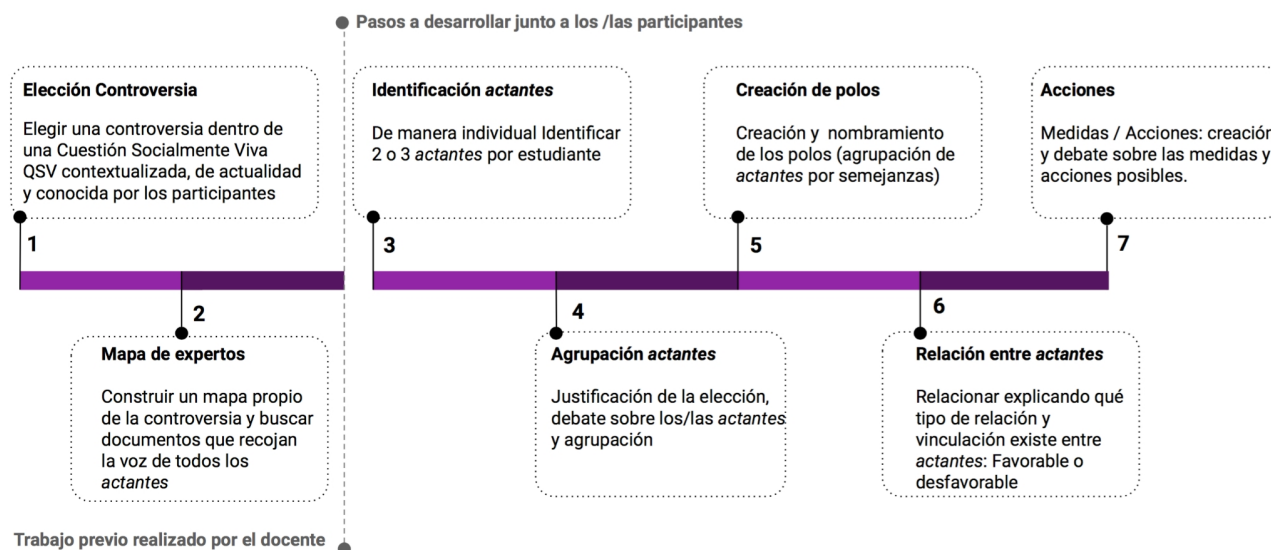 Pasos a desarrollar junto a los /las participantes
Elección Controversia
Elegir una controversia dentro de
una Cuestión Socialmente Viva
QSV contextualizada, de actualidad
y conocida por los participantes
1
2
Mapa de expertos
Construir un mapa propio
de la controversia y buscar
documentos que recojan
la voz de todos los
actantes
Trabajo previo realizado por el docente
Identificación actantes
De manera individual Identificar
2 o 3 actantes por estudiante
3
4
Agrupación actantes
Justificación de la elección,
debate sobre los/las actantes
y agrupación
Creación de polos
Creación y nombramiento
de los polos (agrupación de
actantes por semejanzas)
5
6
Relación entre actantes
Relacionar explicando qué
tipo de relación y
vinculación existe entre
actantes: Favorable o
desfavorable
Acciones
Medidas / Acciones: creación
y debate sobre las medidas y
acciones posibles.
7